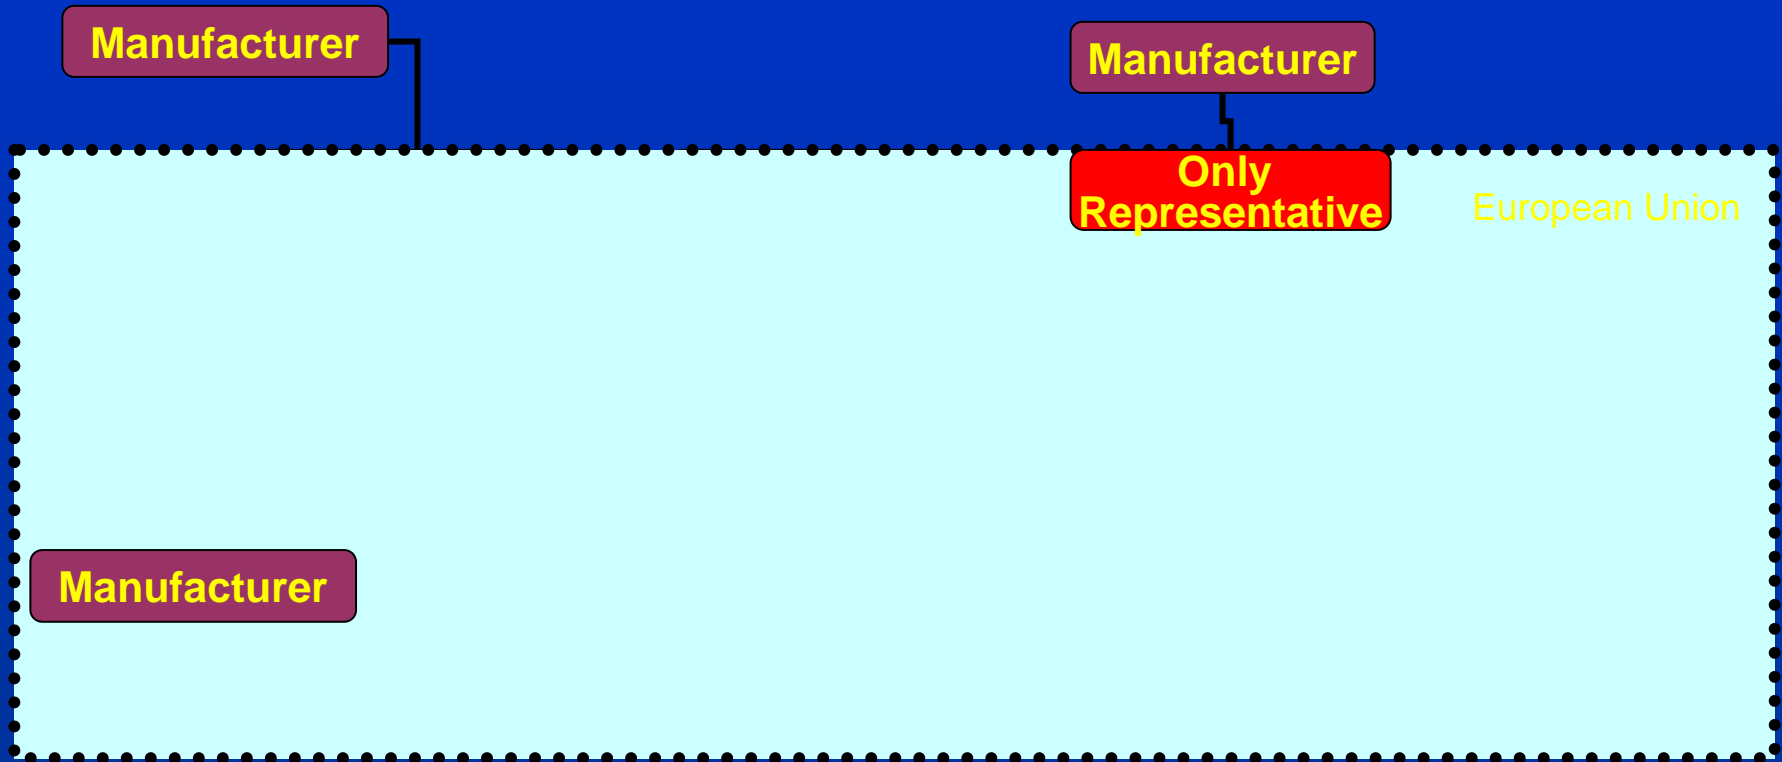 Manufacturer
Manufacturer
Only
Representative
European Union
Manufacturer